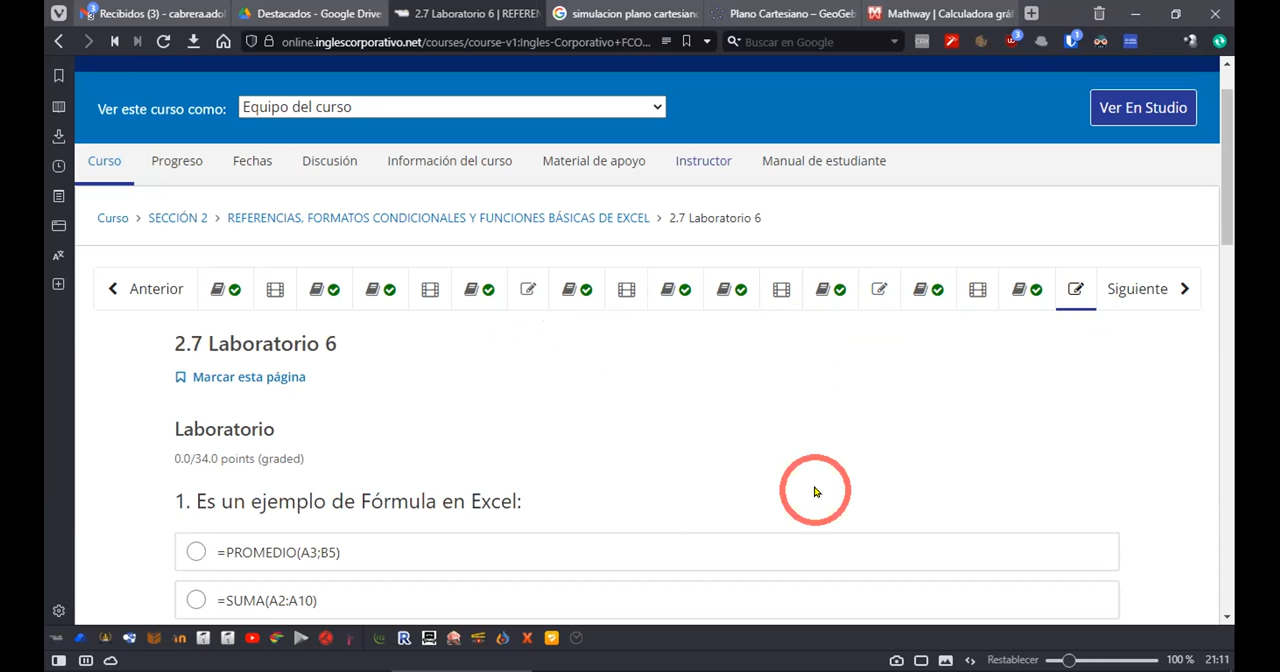 Recibidos (3) - cabrera.adol
Destacados - Google Drive
2.7 Laboratorio 6 | REFEREN
simulacion plano cartesian
Plano Cartesiano – GeoGeb
Mathway | Calculadora gráf
online.inglescorporativo.net/courses/course-v1:Ingles-Corporativo+FCO...
Buscar en Google
Ver este curso como:
Equipo del curso
Ver En Studio
Curso
Progreso
Fechas
Discusión
Información del curso
Material de apoyo
Instructor
Manual de estudiante
Curso > SECCIÓN 2 > REFERENCIAS, FORMATOS CONDICIONALES Y FUNCIONES BÁSICAS DE EXCEL > 2.7 Laboratorio 6
Anterior
Siguiente
2.7 Laboratorio 6
Marcar esta página
Laboratorio
0.0/34.0 points (graded)
1. Es un ejemplo de Fórmula en Excel:
=PROMEDIO(A3;B5)
=SUMA(A2:A10)
Restablecer
100 %
21:11